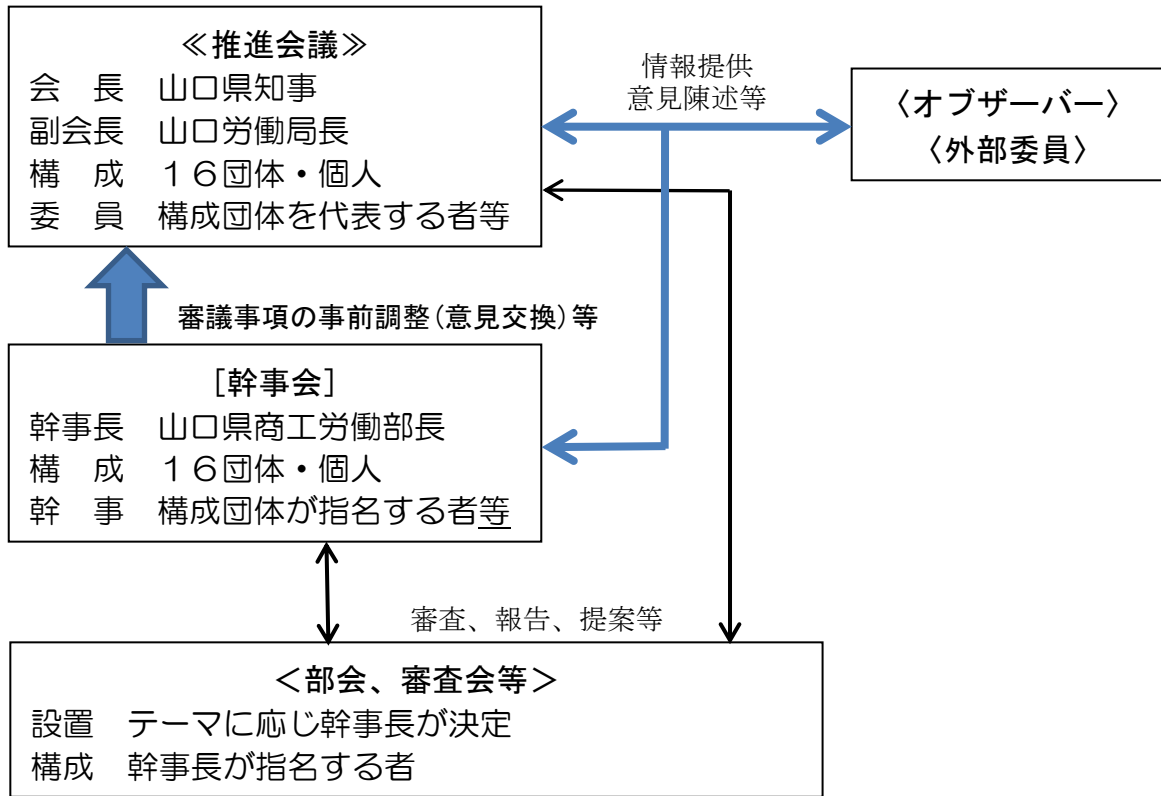 ≪推進会議≫
会　長　山口県知事
副会長　山口労働局長
構　成　１６団体・個人
委　員　構成団体を代表する者等
情報提供
意見陳述等
〈オブザーバー〉
〈外部委員〉
審議事項の事前調整(意見交換)等
[幹事会]
幹事長　山口県商工労働部長
構　成　１６団体・個人
幹　事　構成団体が指名する者等
審査、報告、提案等
＜部会、審査会等＞
設置　テーマに応じ幹事長が決定
構成　幹事長が指名する者